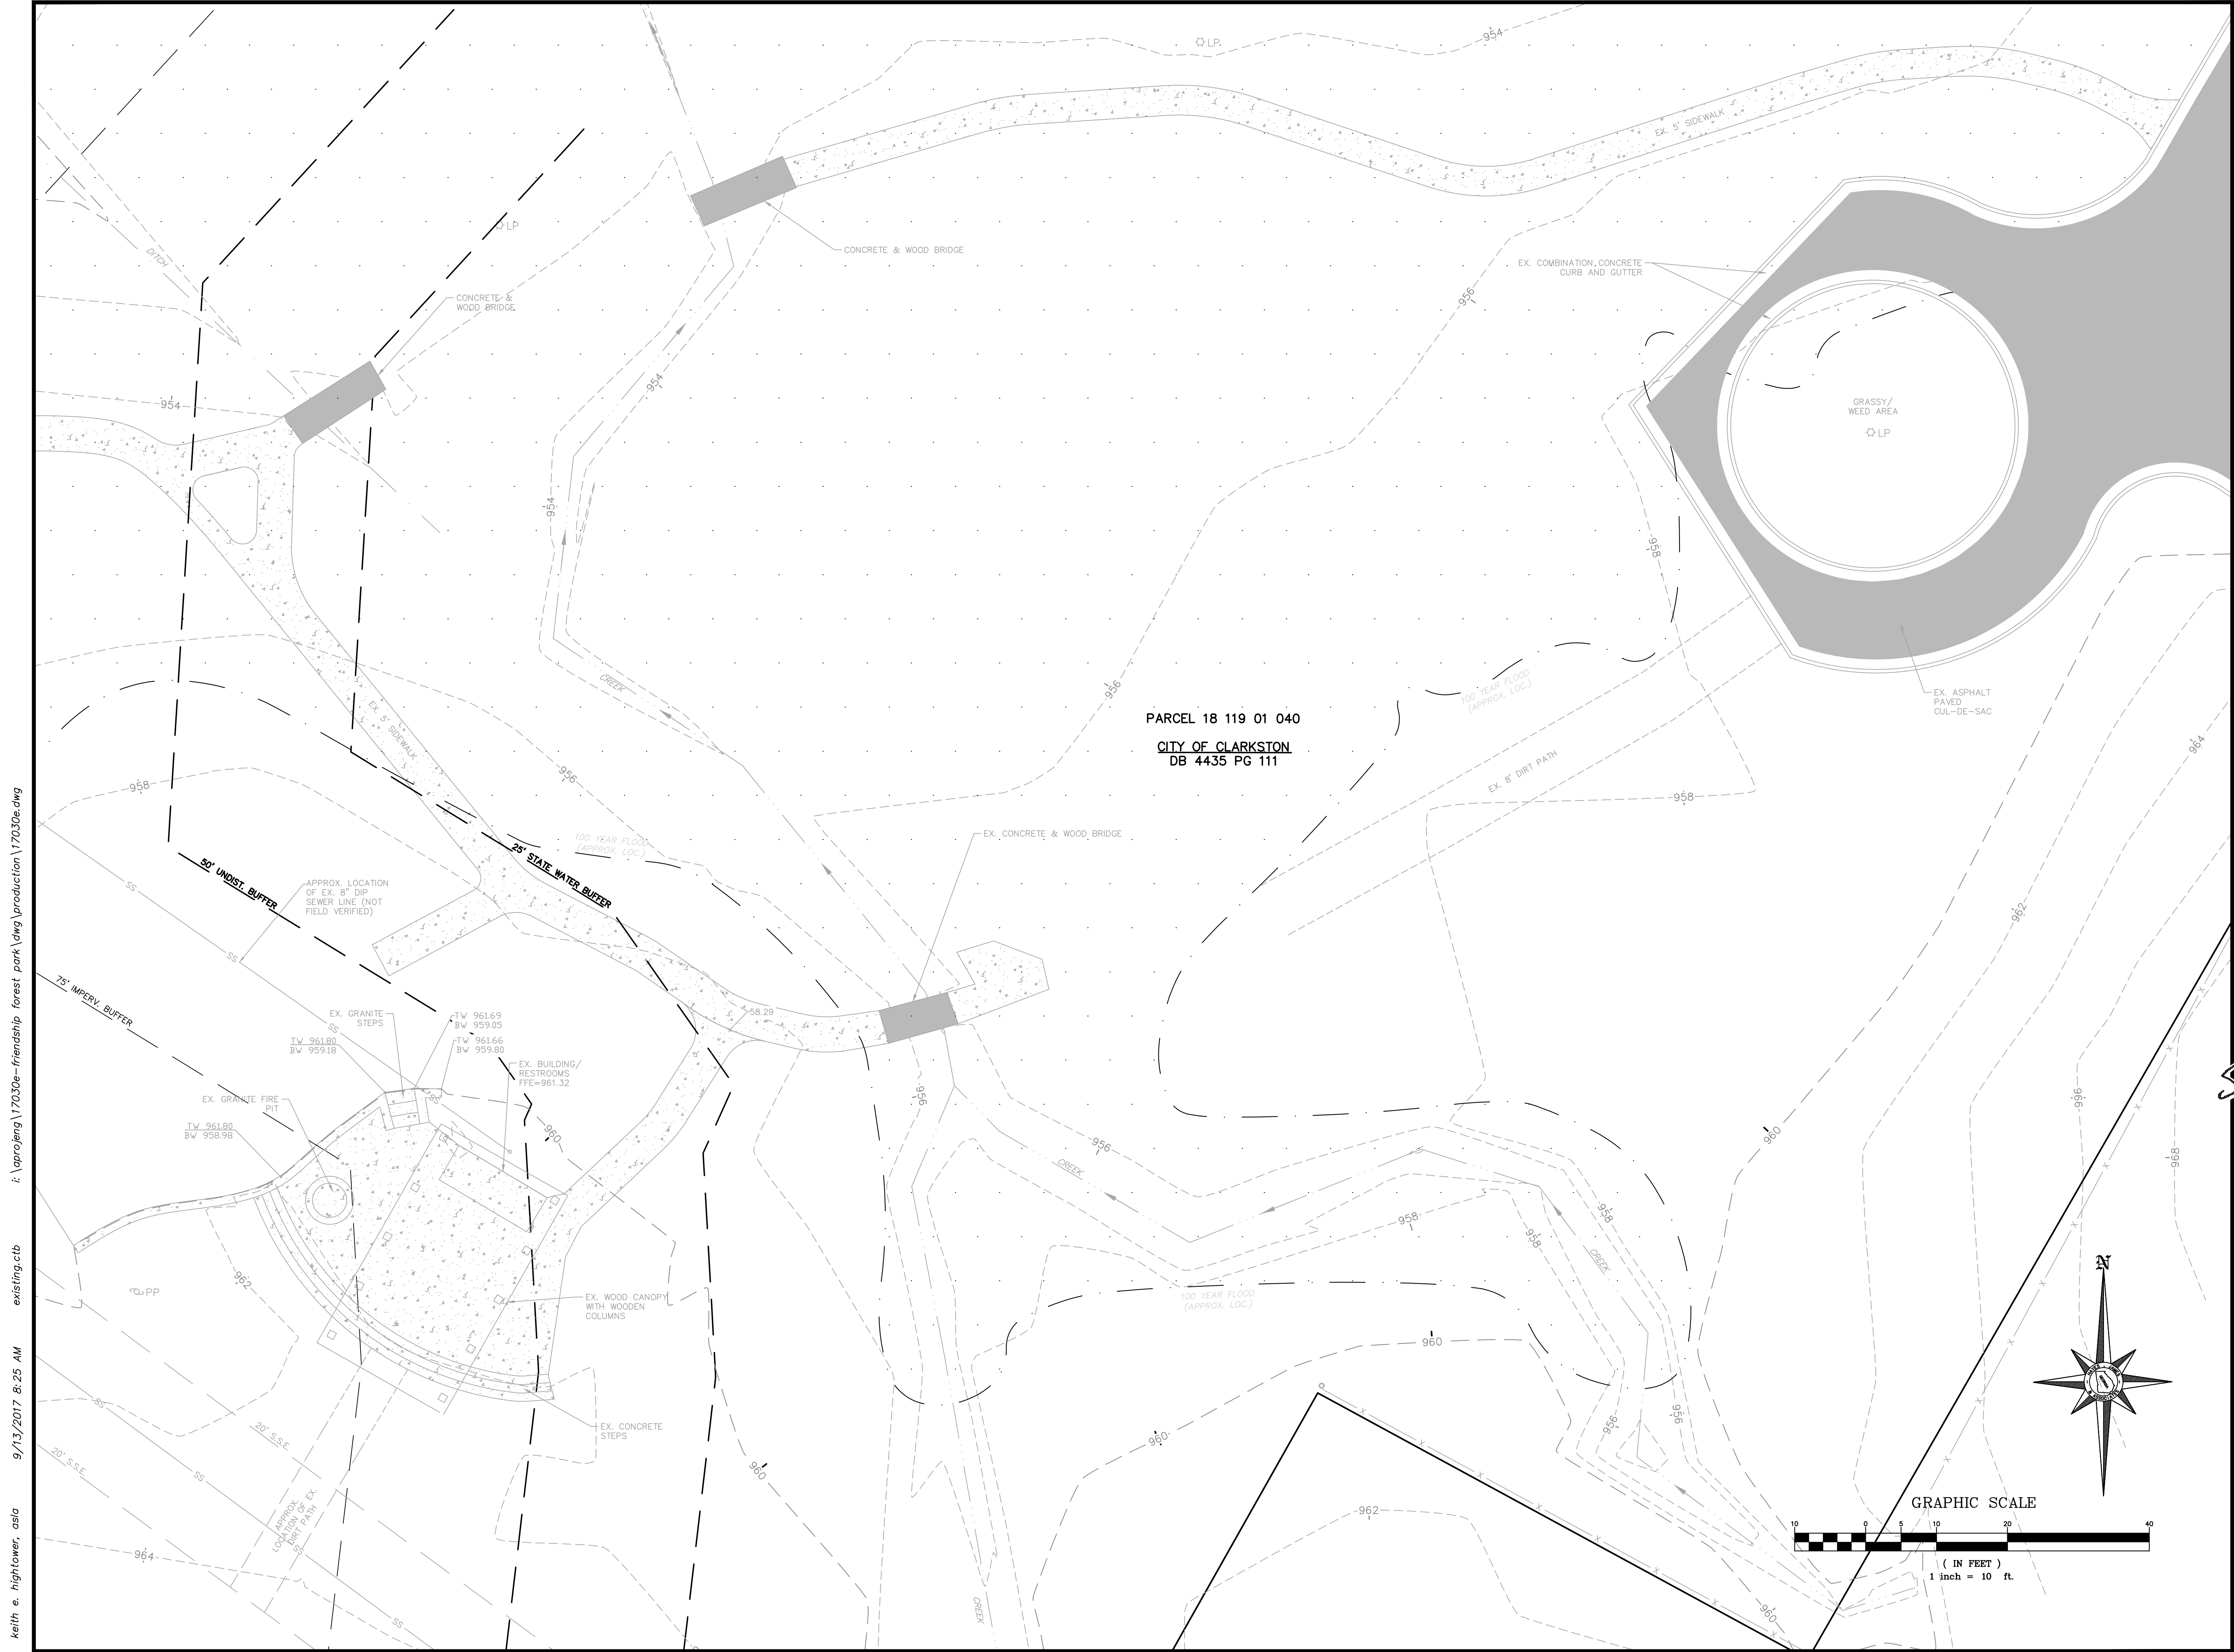 954
LP
EX. 5' SIDEWALK
LP
DITCH
CONCRETE & WOOD BRIDGE
EX. COMBINATION CONCRETE
CURB AND GUTTER
CONCRETE &
WOOD BRIDGE
956
954
954
GRASSY/
WEED AREA
LP
954
958
CREEK
956
100 YEAR FLOOD
(APPROX. LOC.)
EX. ASPHALT
PAVED
CUL-DE-SAC
PARCEL 18 119 01 040
CITY OF CLARKSTON
DB 4435 PG 111
EX. 5' SIDEWALK
964
956
958
EX. 8' DIRT PATH
958
EX. CONCRETE & WOOD BRIDGE
100 YEAR FLOOD
(APPROX. LOC.)
25' STATE WATER BUFFER
50' UNDIST. BUFFER
SS
APPROX. LOCATION
OF EX. 8" DIP
SEWER LINE (NOT
FIELD VERIFIED)
962
SS
75' IMPERV. BUFFER
58.29
EX. GRANITE
STEPS
TW 961.69
BW 959.05
SS
TW 961.80
BW 959.18
TW 961.66
BW 959.80
EX. BUILDING/
RESTROOMS
FFE=961.32
SS
EX. GRANITE FIRE
PIT
TW 961.80
BW 958.98
956
960
956
CREEK
966
960
968
958
958
958
CREEK
962
PP
EX. WOOD CANOPY
WITH WOODEN
COLUMNS
100 YEAR FLOOD
(APPROX. LOC.)
960
N
SS
EX. CONCRETE
STEPS
20' S.S.E.
20' S.S.E.
956
956
960
960
SS
APPROX.
LOCATION OF EX.
DIRT PATH
962
964
SS
SS
CREEK
960
GRAPHIC SCALE
10 0 5 10 20 40
( IN FEET )
1 inch = 10 ft.
keith e. hightower, asla 9/13/2017 8:25 AM existing.ctb i:\aprojeng\17030e-friendship forest park\dwg\production\17030e.dwg